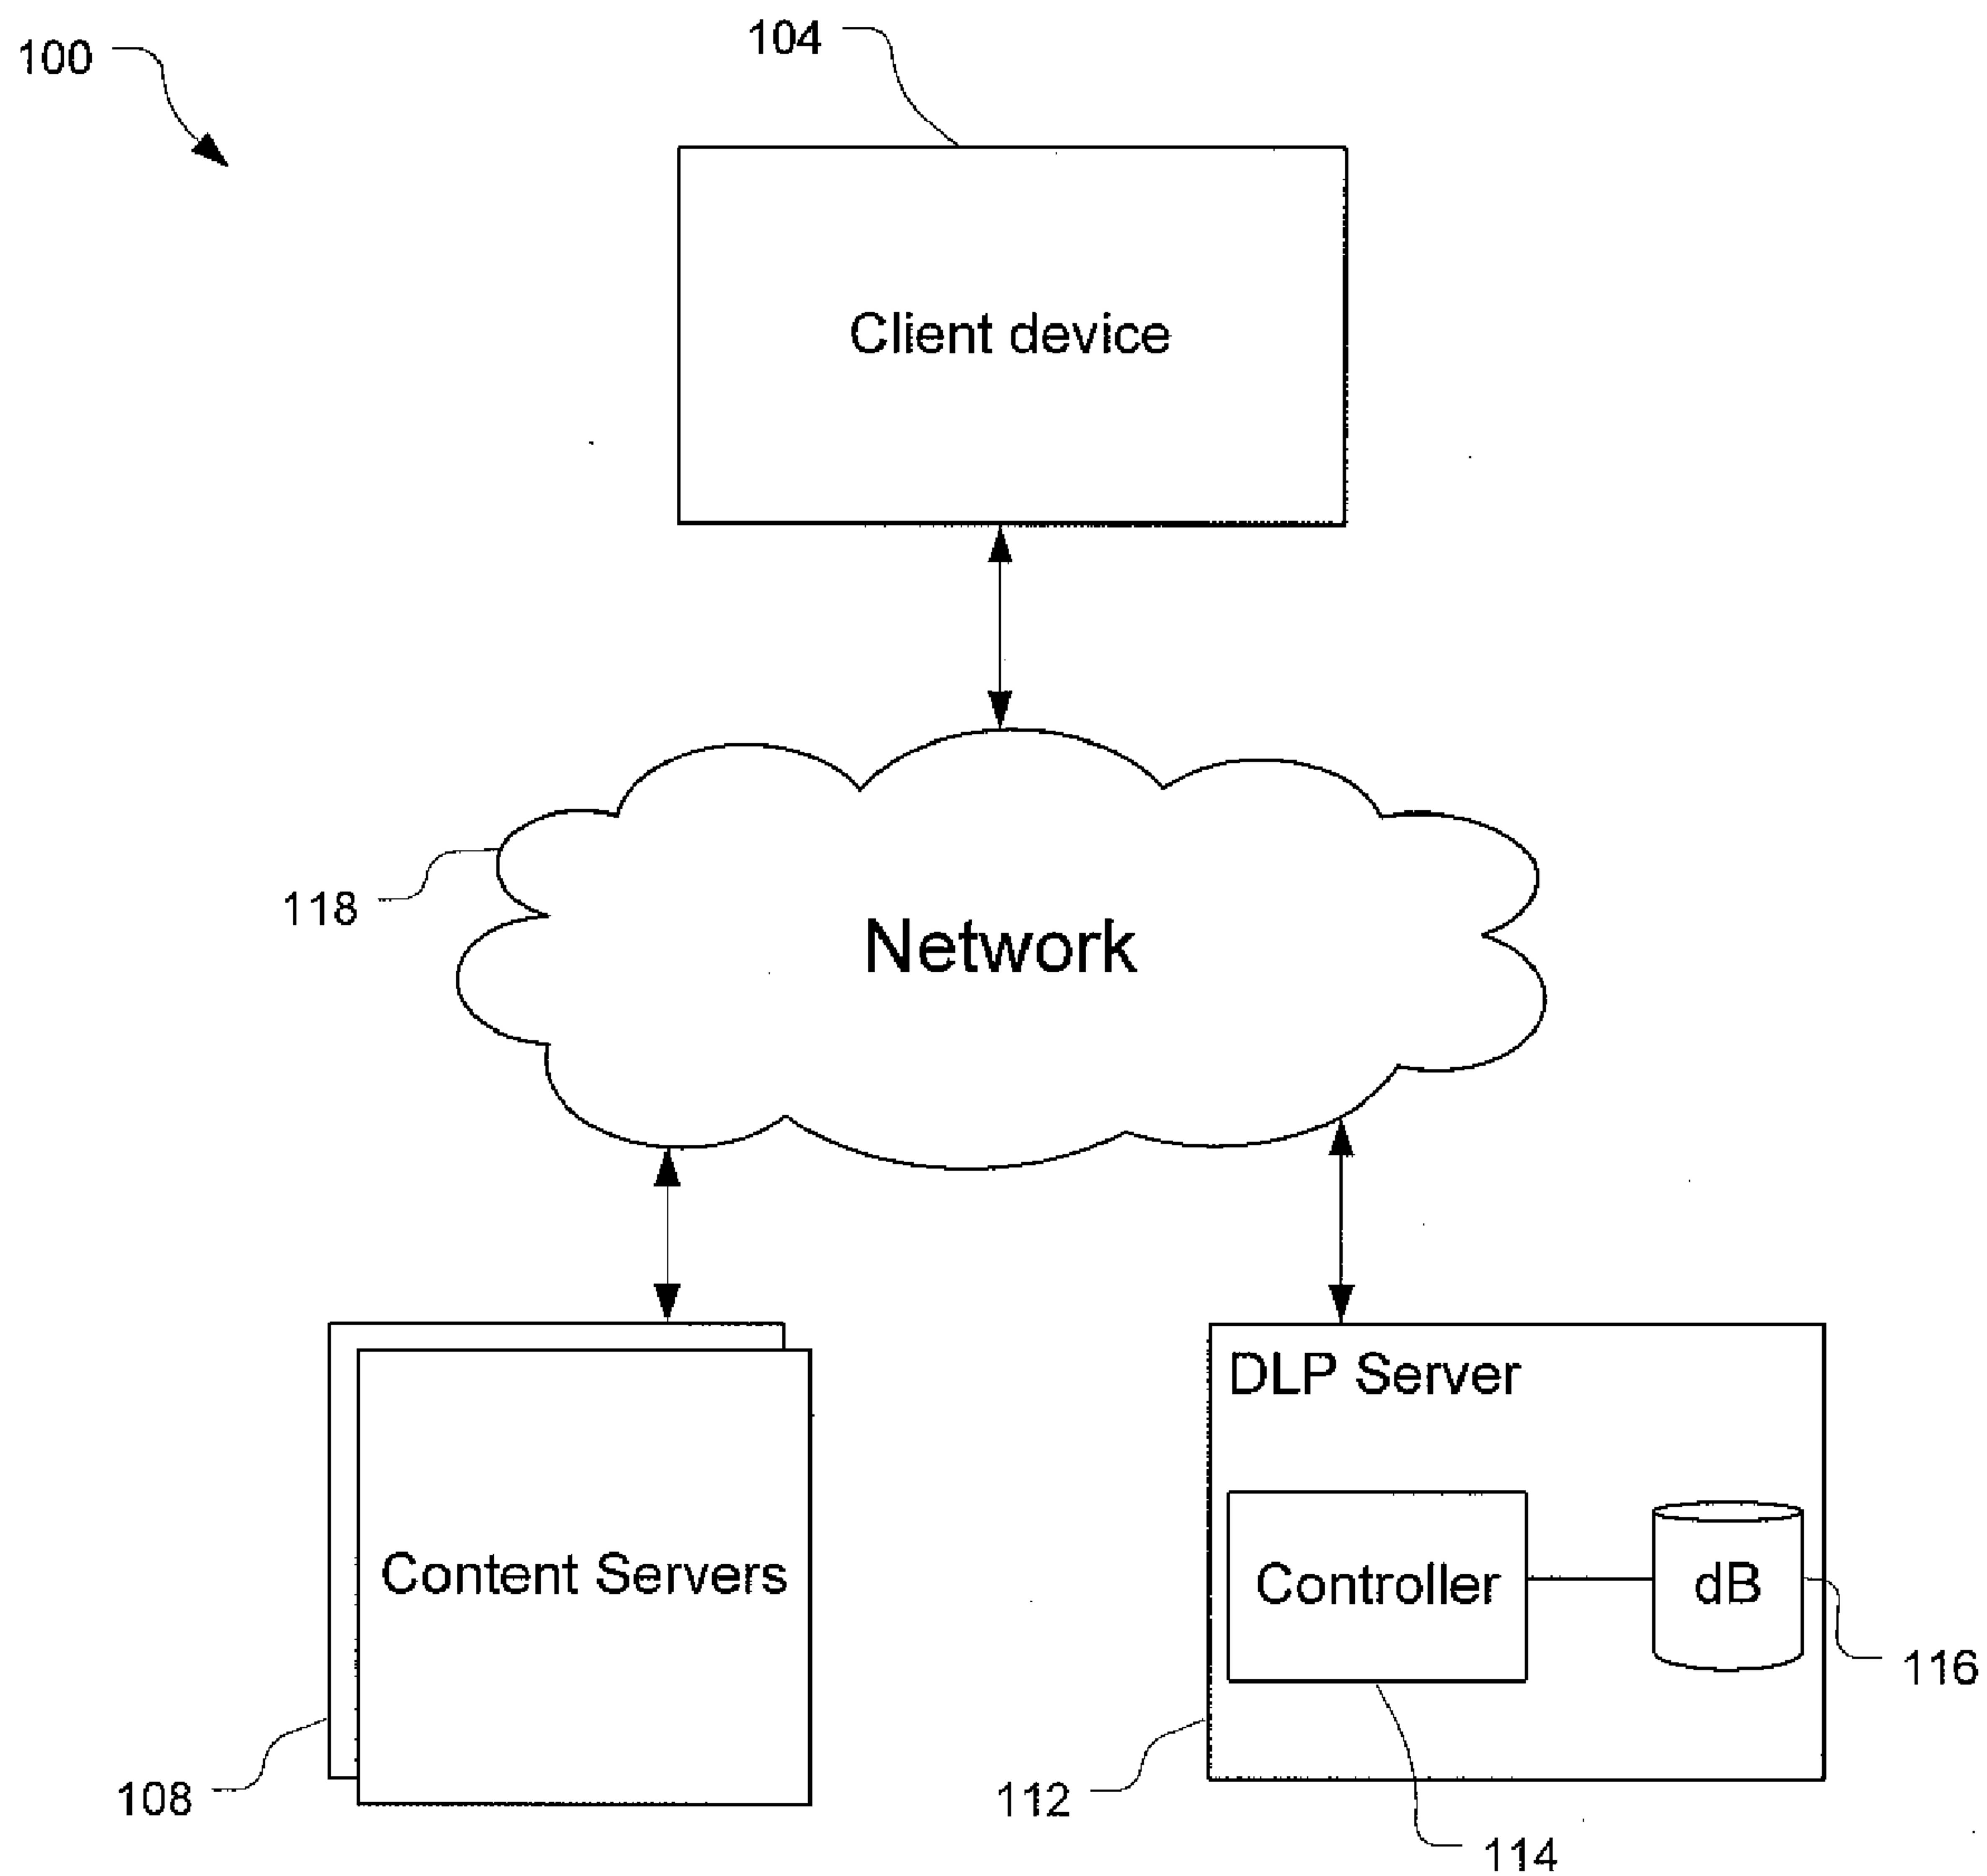 104
100
Client device
118
Network
DLP Server
Content Servers
Controller
dB
116
108
112
114